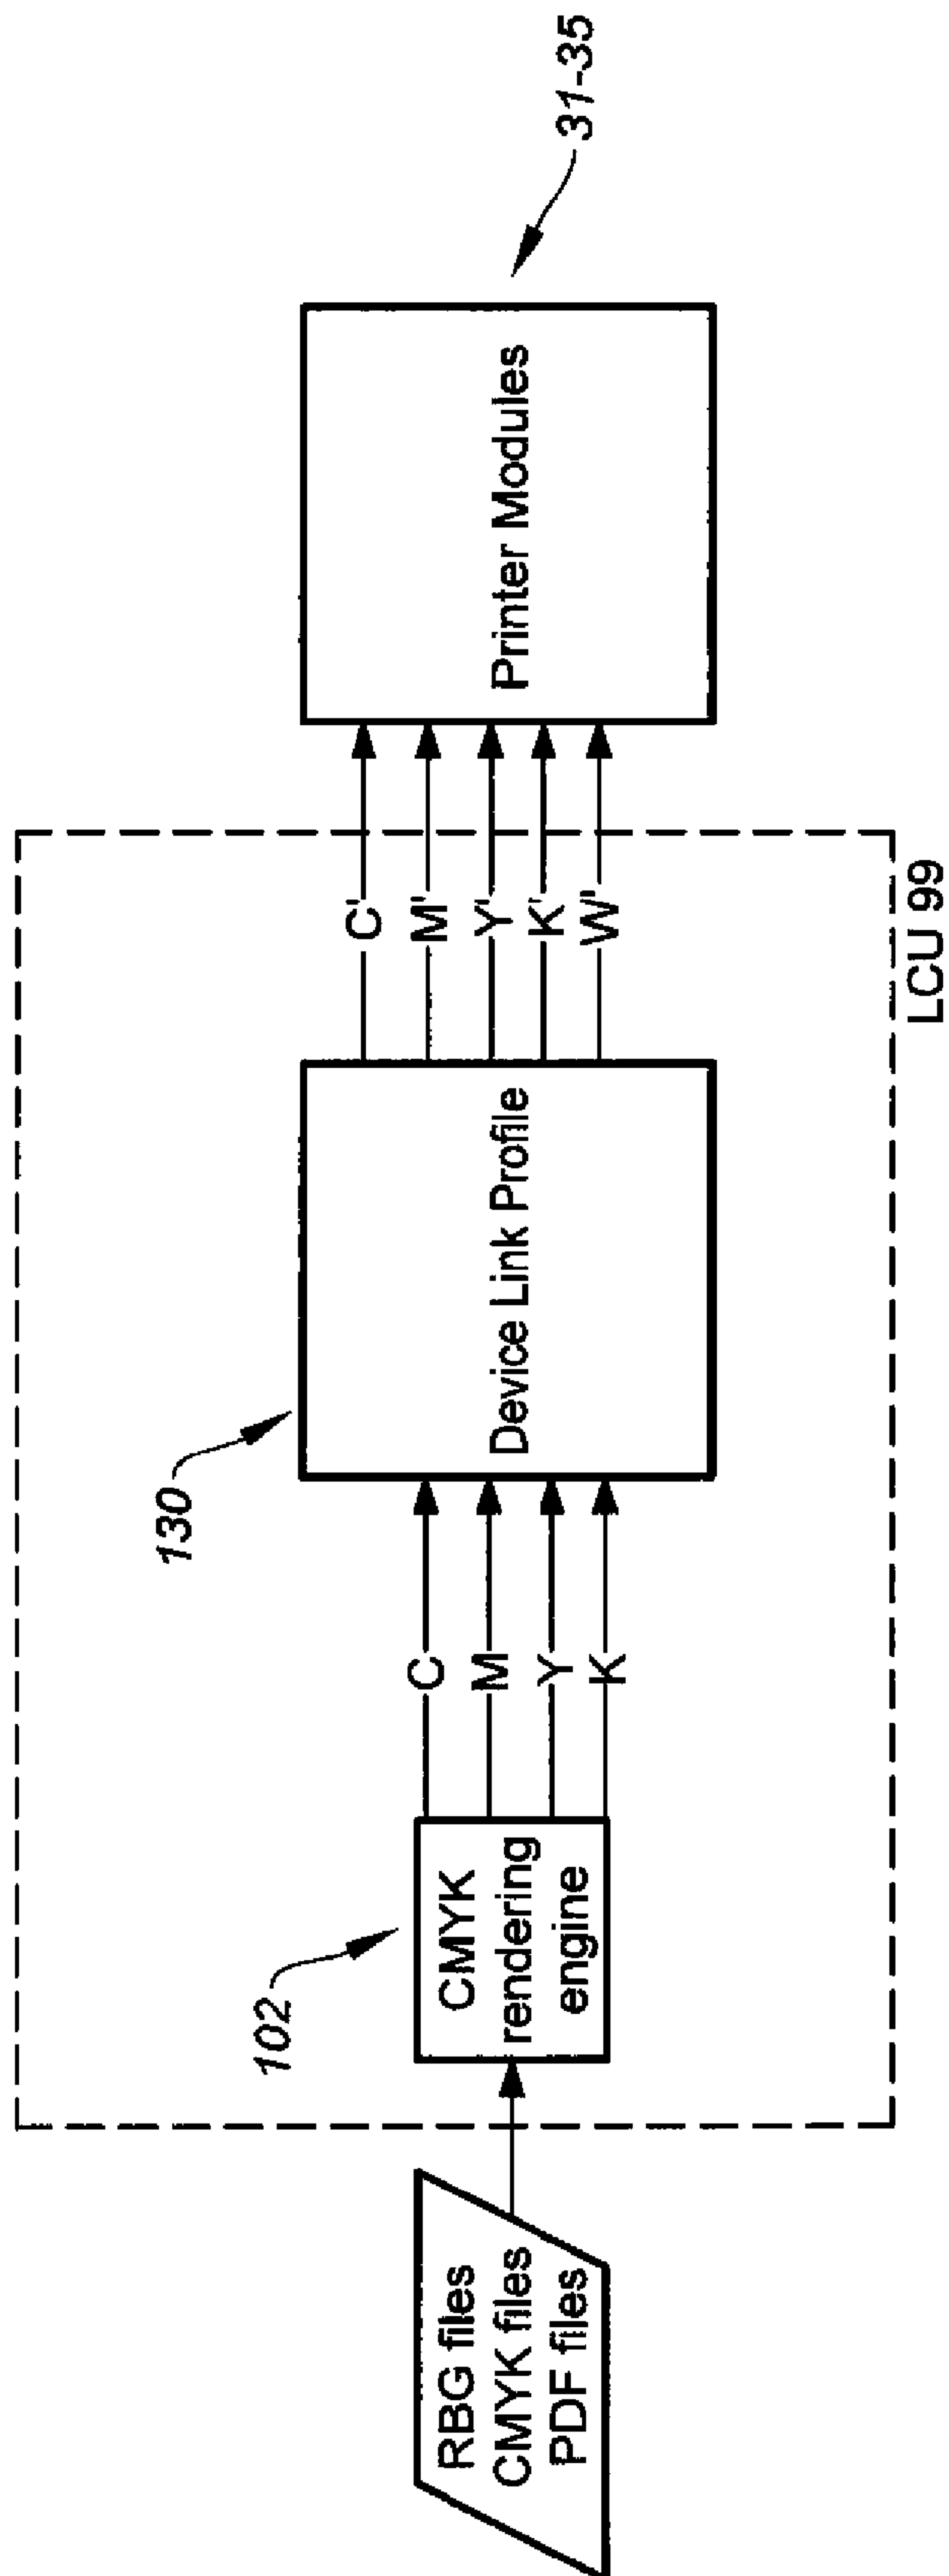 RBG files
CMYK files
PDF files
102
CMYK
rendering
engine
C
M
Y
K
130
Device Link Profile
C'
M'
Y'
K'
W'
LCU 99
Printer Modules
31-35